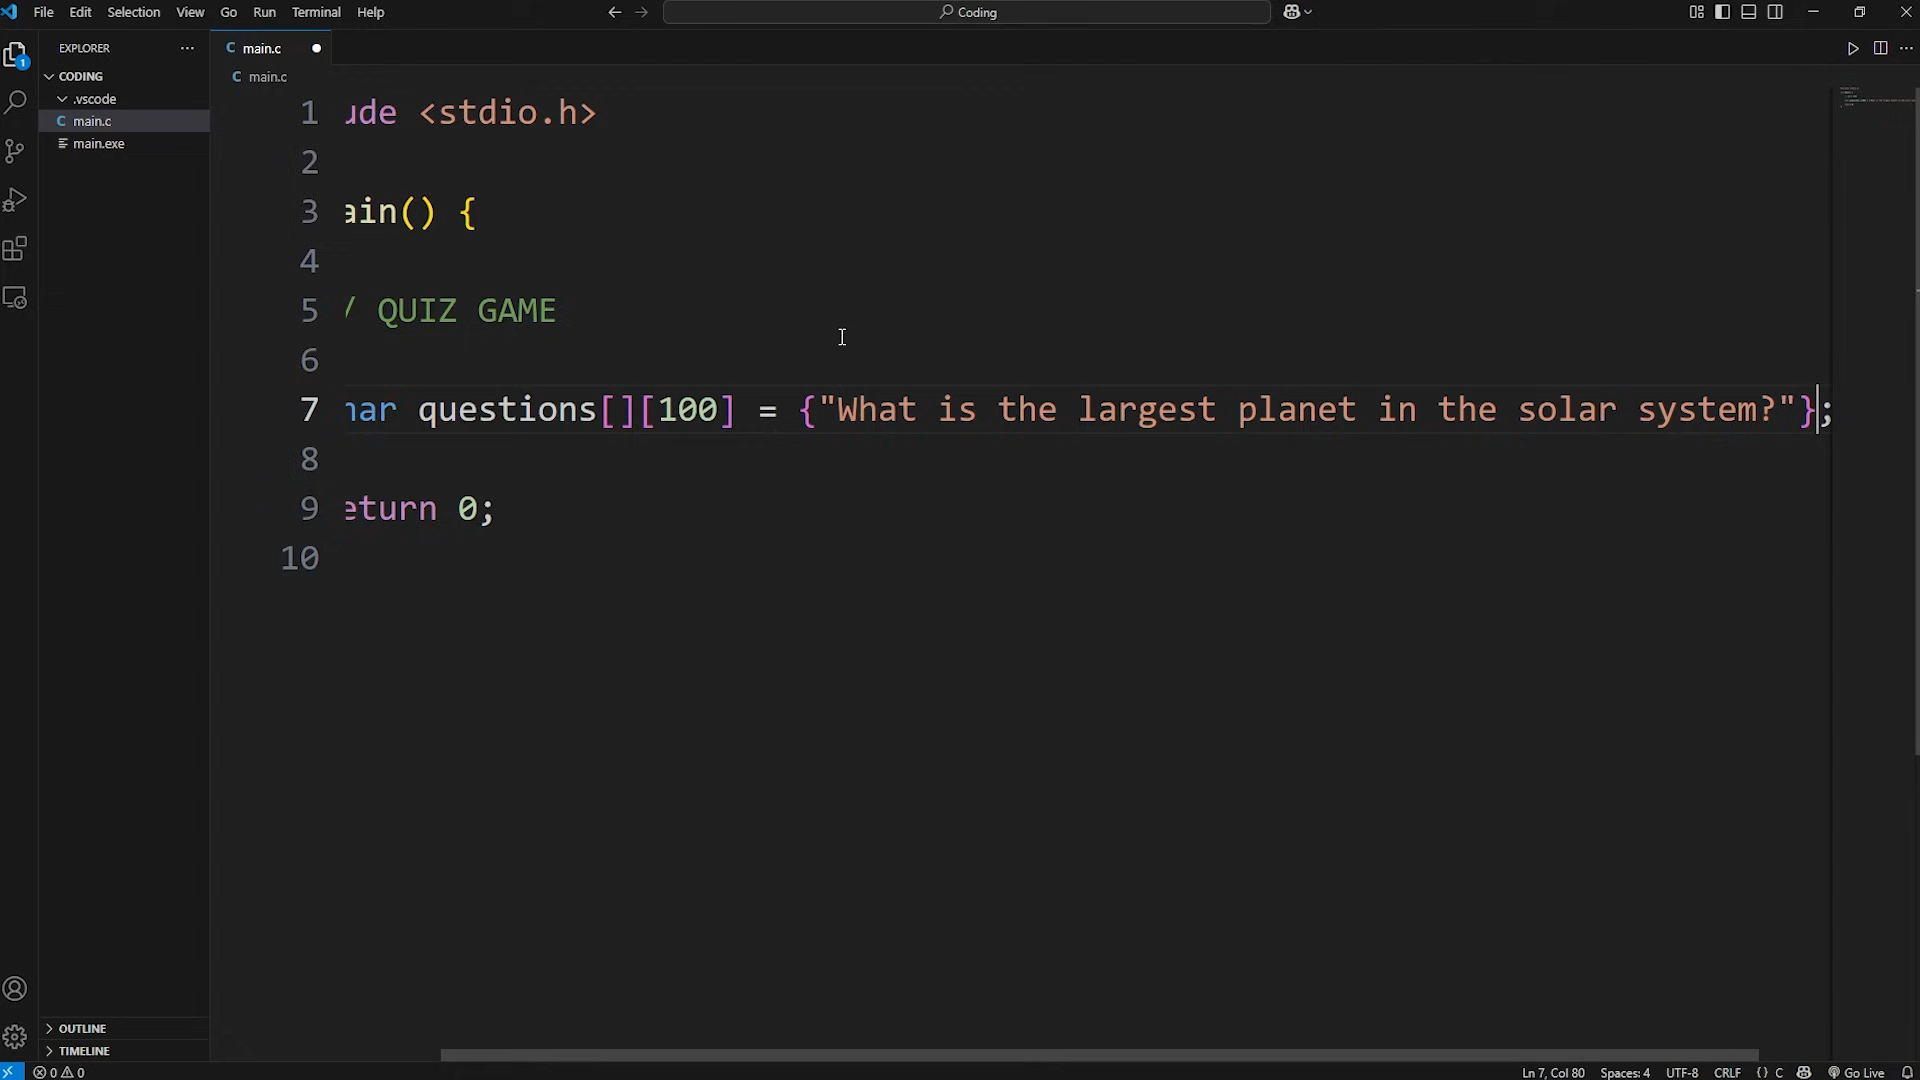 File Edit Selection View Go Run Terminal Help
Coding
EXPLORER
main.c
CODING
.vscode
main.c
main.exe
main.c
1 ude <stdio.h>
2
3 ain() {
4
5 / QUIZ GAME
6
7 har questions[][100] = {"What is the largest planet in the solar system?"};
8
9 eturn 0;
10
1
OUTLINE
TIMELINE
0 0
Ln 7, Col 80 Spaces: 4 UTF-8 CRLF {} C Go Live